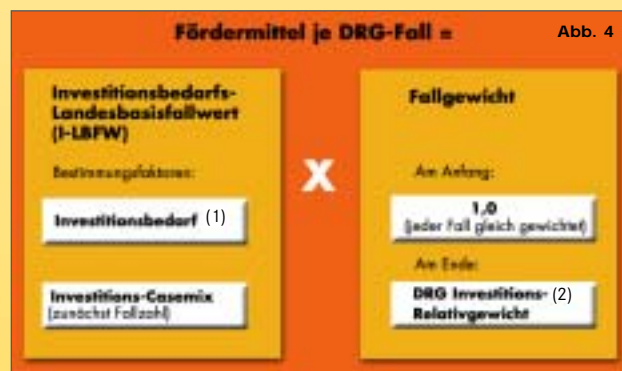 Fördermittel je DRG-Fall =
Abb. 4
Investitionsbedarfs-
Landesbasisfallwert
(I-LBFW)
Bestimmungsfaktoren:
Investitionsbedarf (1)
Investitions-Casemix
(zunächst Fallzahl)
X
Fallgewicht
Am Anfang:
1,0
(jeder Fall gleich gewichtet)
Am Ende:
DRG Investitions- (2)
Relativgewicht